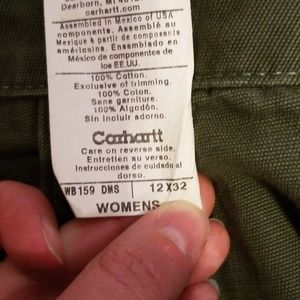 Dearborn, MI 48126
carhartt.com
Assembled in Mexico of USA
components. Assemblé au
Mexique à partir de composants
américains. Ensamblado en
México de componentes de
los EE.UU.
100% Cotton.
Exclusive of trimming.
100% Coton.
Sans garniture.
100% Algodón.
Sin incluir adorno.
Carhartt
Care on reverse side.
Entretien au verso.
Instrucciones de cuidado al
dorso.
WB159 DMS 12X32
WOMENS